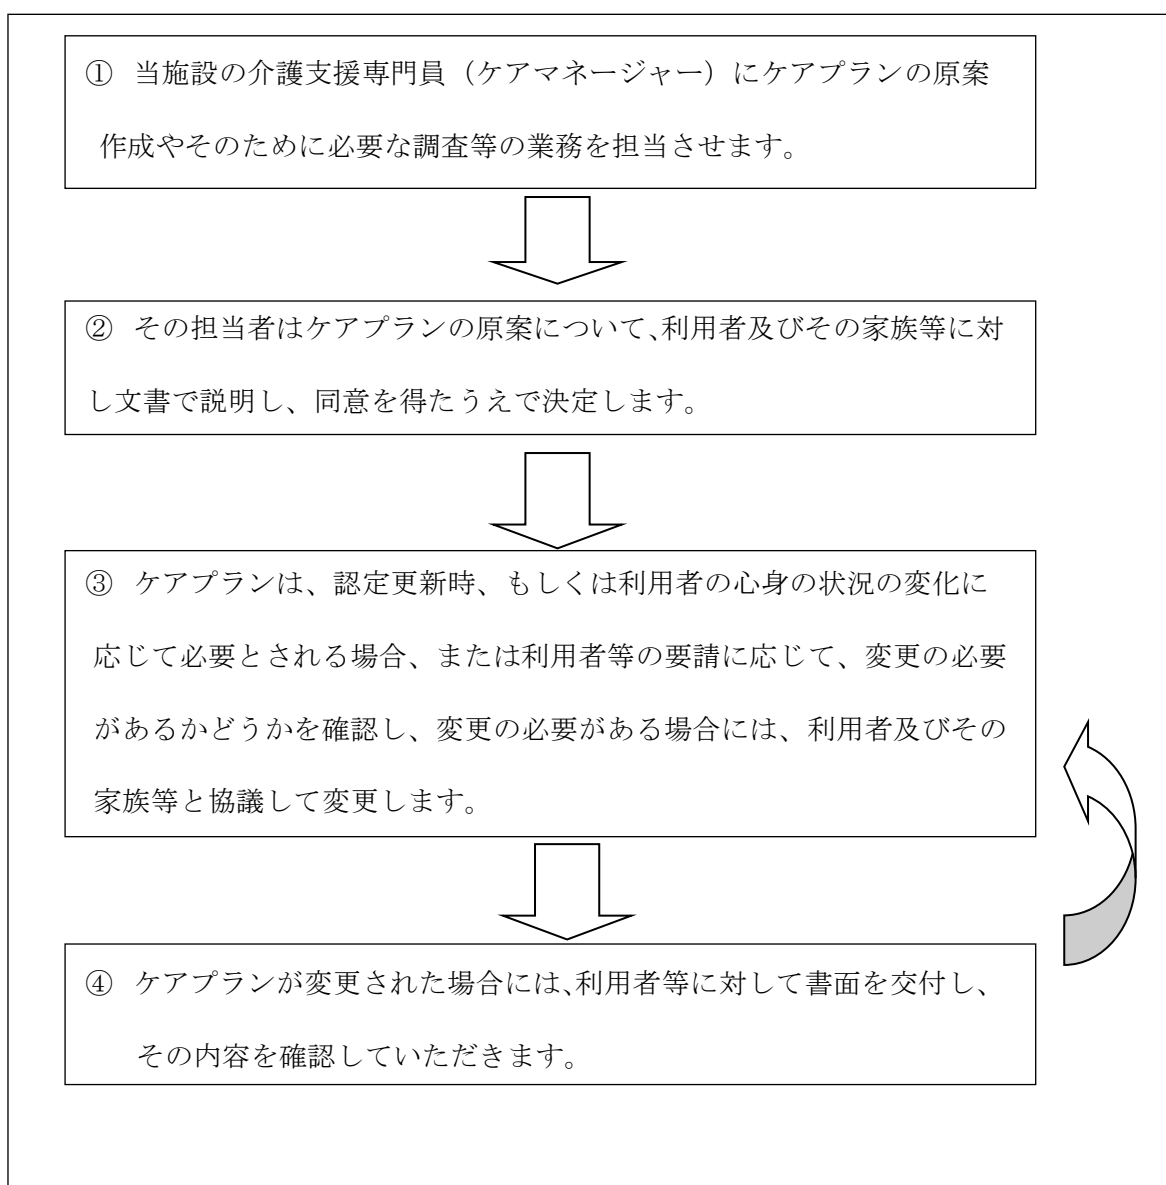 ① 当施設の介護支援専門員（ケアマネージャー）にケアプランの原案
作成やそのために必要な調査等の業務を担当させます。
② その担当者はケアプランの原案について、利用者及びその家族等に対
し文書で説明し、同意を得たうえで決定します。
③ ケアプランは、認定更新時、もしくは利用者の心身の状況の変化に
応じて必要とされる場合、または利用者等の要請に応じて、変更の必要
があるかどうかを確認し、変更の必要がある場合には、利用者及びその
家族等と協議して変更します。
④ ケアプランが変更された場合には、利用者等に対して書面を交付し、
その内容を確認していただきます。